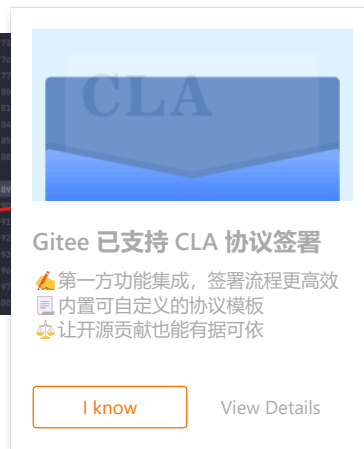 CLA
Gitee 已支持 CLA 协议签署
✍️第一方功能集成，签署流程更高效
📃内置可自定义的协议模板
⚖️让开源贡献也能有据可依
I know
View Details